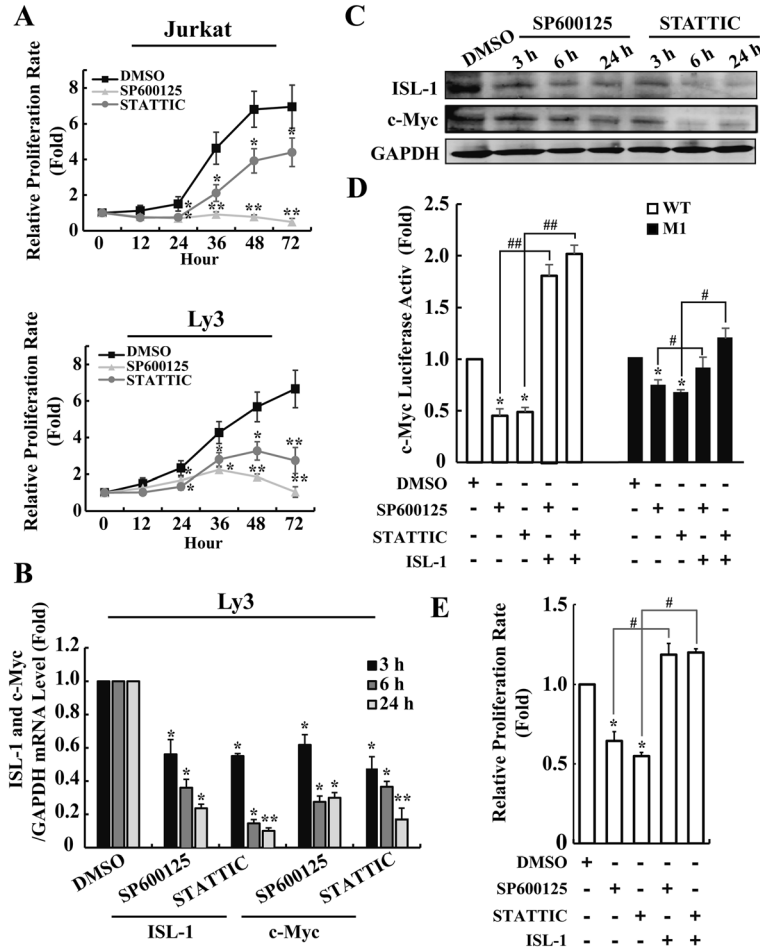 A
Jurkat
Relative Proliferation Rate
(Fold)
8
6
4
2
0
DMSO
SP600125
STATTIC
* * * * * ** ** **
0 12 24 36 48 72
Hour
Ly3
Relative Proliferation Rate
(Fold)
8
6
4
2
0
DMSO
SP600125
STATTIC
* * * * * ** ** **
0 12 24 36 48 72
Hour
B
Ly3
ISL-1 and c-Myc
/GAPDH mRNA Level (Fold)
1.2
1.0
0.8
0.6
0.4
0.2
0
3 h
6 h
24 h
* * * * * ** * * * * * **
DMSO SP600125 STATTIC SP600125 STATTIC
ISL-1 c-Myc
C
SP600125 STATTIC
DMSO 3 h 6 h 24 h 3 h 6 h 24 h
ISL-1
c-Myc
GAPDH
D
c-Myc Luciferase Activ (Fold)
2.5
2.0
1.5
1.0
0.5
0
WT
M1
## ## # #
* * * *
DMSO + - - - - + - - - -
SP600125 - + - + - - + - + -
STATTIC - - + - + - - + - +
ISL-1 - - - + + - - - + +
E
Relative Proliferation Rate
(Fold)
1.5
1.0
0.5
0
# #
* *
DMSO + - - - -
SP600125 - + - + -
STATTIC - - + - +
ISL-1 - - - + +